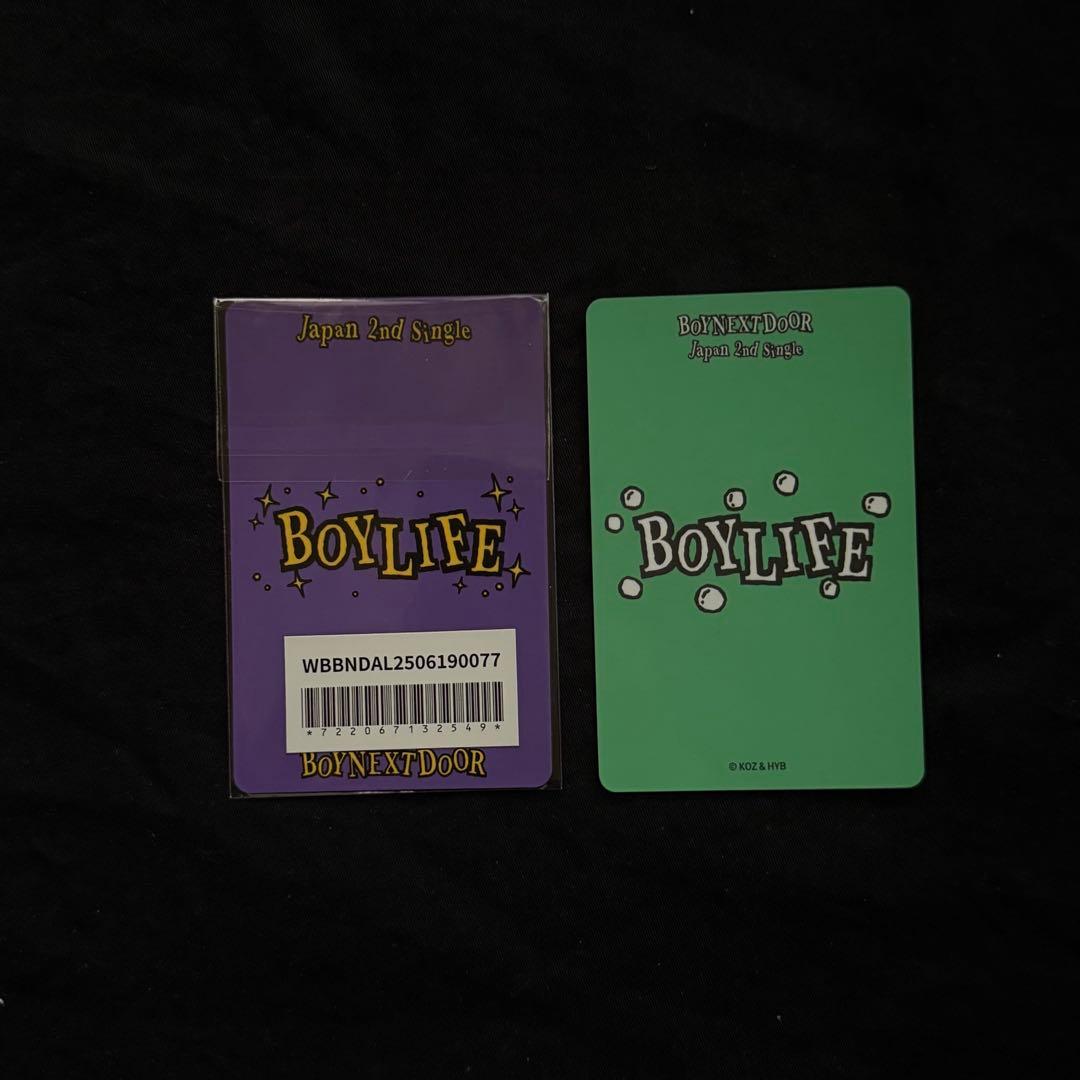 Japan 2nd Single
BOYLIFE
WBBNDAL2506190077
*722067132549*
BOYNEXTDOOR
BOYNEXTDOOR
Japan 2nd Single
BOYLIFE
© KOZ & HYB